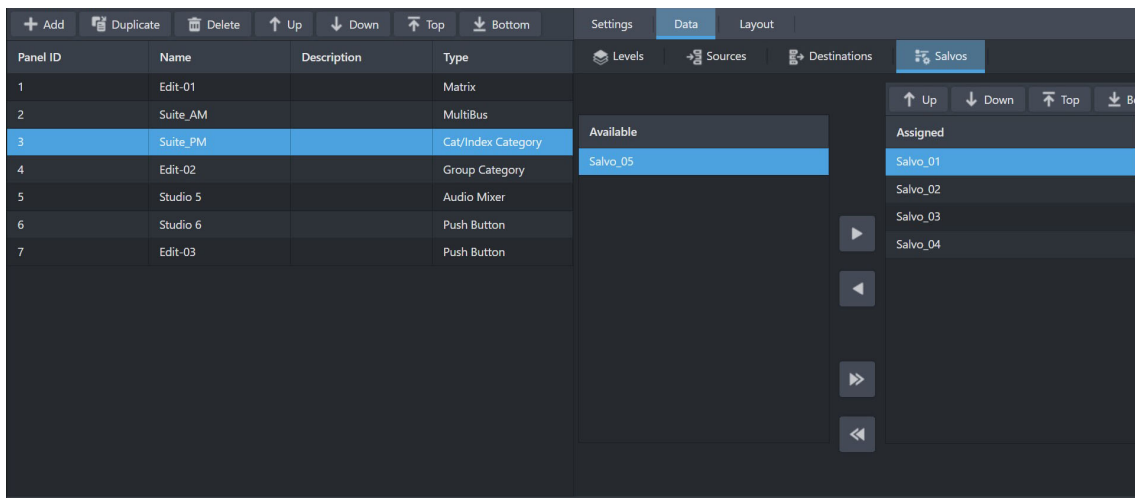 Add Duplicate Delete Up Down Top Bottom
Panel ID Name Description Type
1 Edit-01 Matrix
2 Suite_AM MultiBus
3 Suite_PM Cat/Index Category
4 Edit-02 Group Category
5 Studio 5 Audio Mixer
6 Studio 6 Push Button
7 Edit-03 Push Button
Settings Data Layout
Levels Sources Destinations Salvos
Available
Salvo_05
Up Down Top
Assigned
Salvo_01
Salvo_02
Salvo_03
Salvo_04